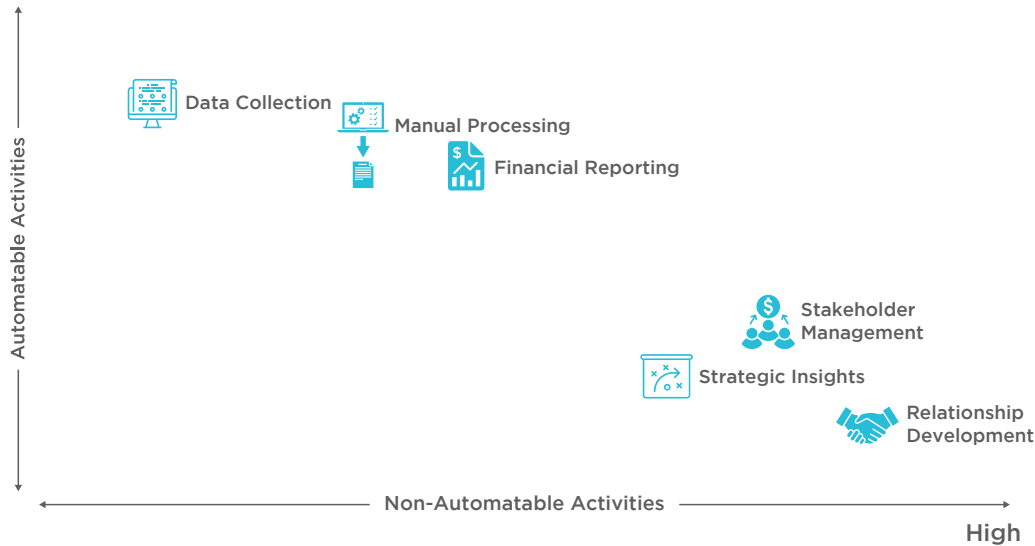 Data Collection
Manual Processing
$
Financial Reporting
Automatable Activities
$
Stakeholder
Management
Strategic Insights
Relationship
Development
Non-Automatable Activities
High